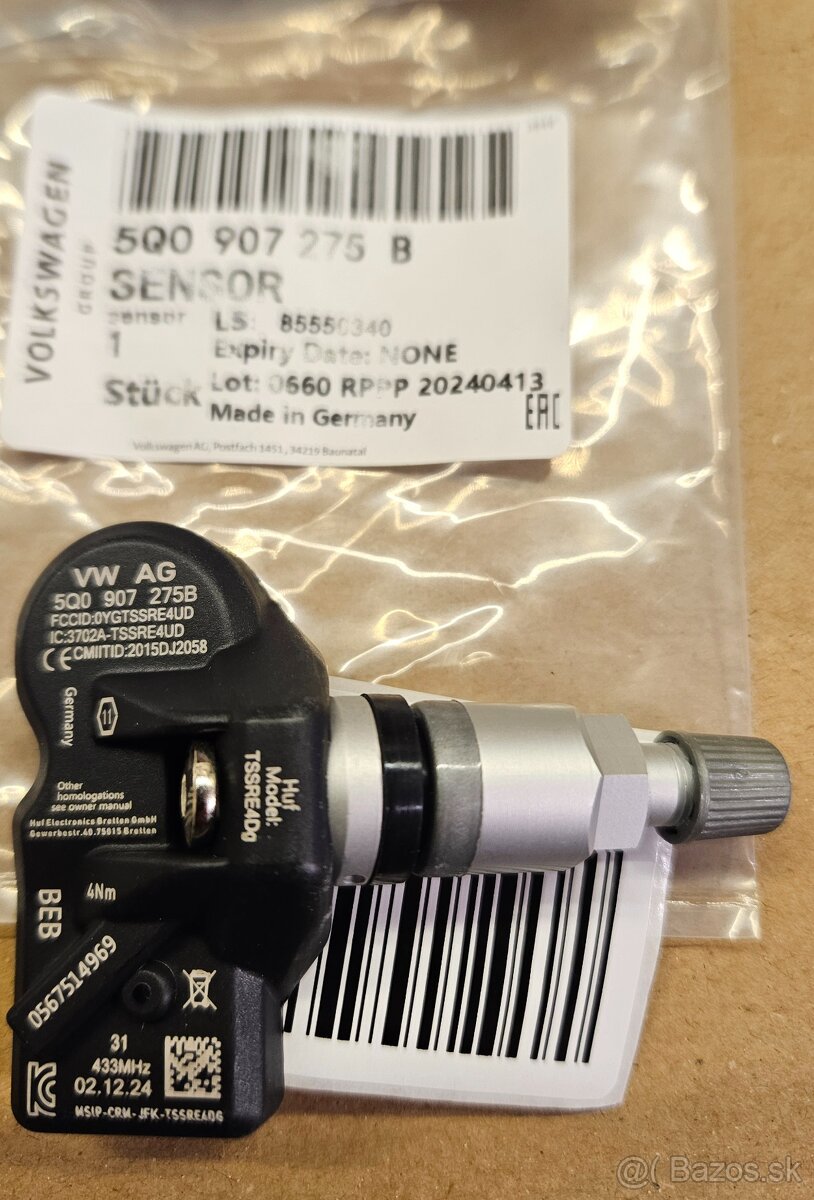 VOLKSWAGEN
GROUP
5Q0 907 275 B
SENSOR
sensor
1
Stück
Expiry Date: NONE
Lot: 0660 RPPP 20240413
Made in Germany
EAC
Volkswagen AG, Postfach 1451, 34219 Baunatal
VW AG
5Q0 907 275B
FCCID:OYGTSSRE4UD
IC:3702A-TSSRE4UD
CE CMIITID:2015DJ2058
Germany
11
Huf
Model:
TSSRE4Dg
Other
homologations
see owner manual
Huf Electronics Bretten GmbH
Gewerbestr.40.75015 Bretten
4Nm
BEB
0567514969
31
433MHz
02.12.24
MSIP-CRM-JFK-TSSRE4DG
@( Bazos.sk